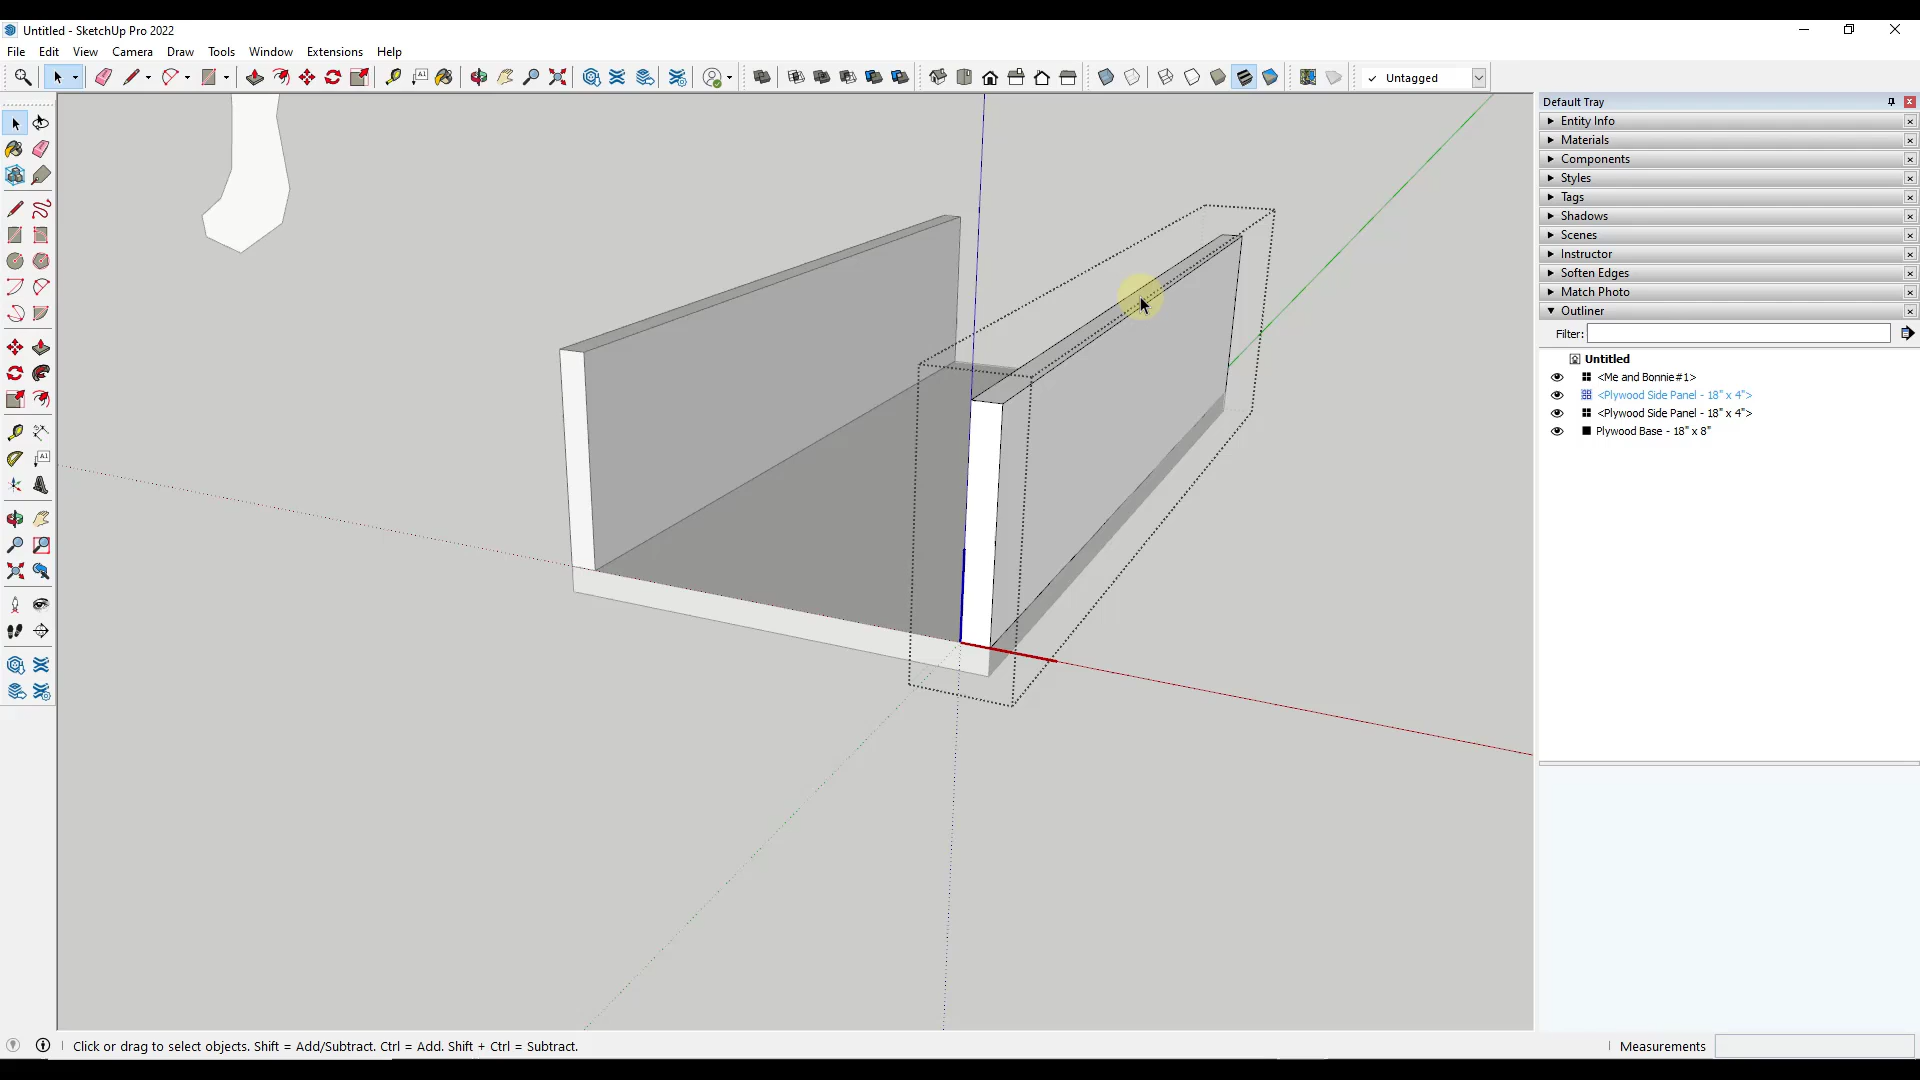 Untitled - SketchUp Pro 2022
File Edit View Camera Draw Tools Window Extensions Help
A1
Untagged
Default Tray
Entity Info
Materials
Components
Styles
Tags
Shadows
Scenes
Instructor
Soften Edges
Match Photo
Outliner
Filter:
Untitled
<Me and Bonnie#1>
<Plywood Side Panel - 18" x 4">
<Plywood Side Panel - 18" x 4">
Plywood Base - 18" x 8"
A1
Click or drag to select objects. Shift = Add/Subtract. Ctrl = Add. Shift + Ctrl = Subtract.
Measurements